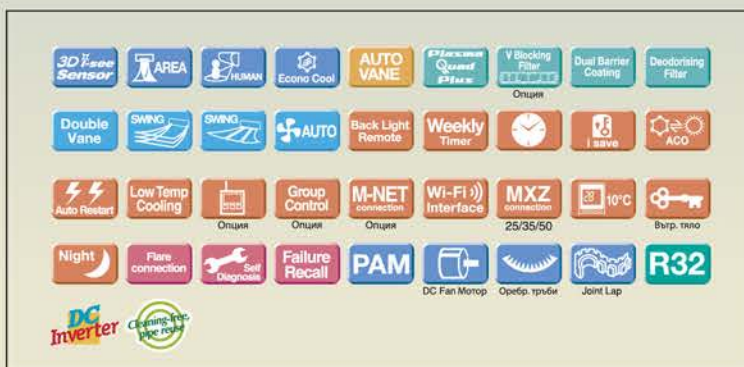 3D i-see
Sensor
AREA
HUMAN
Econo Cool
AUTO
VANE
Plasma
Quad
Plus
V Blocking
Filter
Опция
Dual Barrier
Coating
Deodorising
Filter
Double
Vane
SWING
SWING
AUTO
Back Light
Remote
Weekly
Timer
i save
ACO
Auto Restart
Low Temp
Cooling
Опция
Group
Control
Опция
M-NET
connection
Опция
Wi-Fi
Interface
MXZ
connection
25/35/50
10°C
Вътр. тяло
Night
Flare
connection
Self
Diagnosis
Failure
Recall
PAM
DC Fan Мотор
Оребр. тръби
Joint Lap
R32
DC
Inverter
Cleaning-free,
pipe reuse